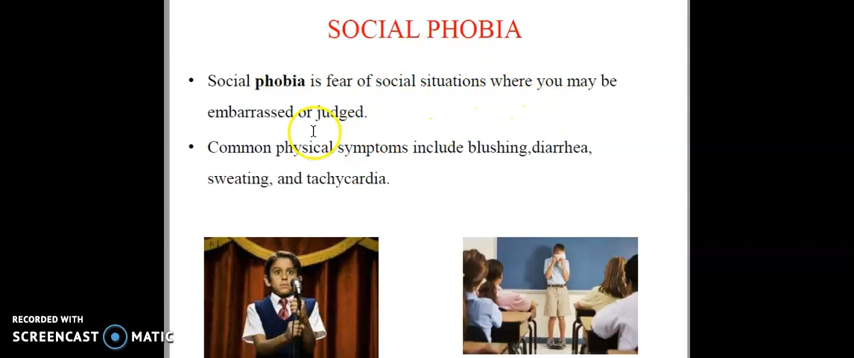 SOCIAL PHOBIA
• Social phobia is fear of social situations where you may be
embarrassed or judged.
• Common physical symptoms include blushing,diarrhea,
sweating, and tachycardia.
RECORDED WITH
SCREENCAST MATIC